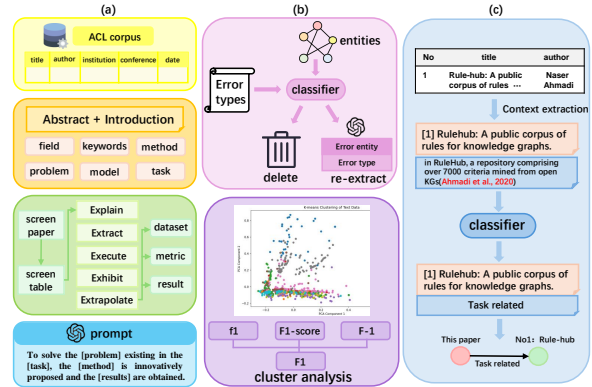 (a)
ACL corpus
title author institution conference date
Abstract + Introduction
field keywords method
problem model task
screen
paper
screen
table
Explain
Extract
Execute
Exhibit
Extrapolate
dataset
metric
result
prompt
To solve the [problem] existing in the
[task], the [method] is innovatively
proposed and the [results] are obtained.
(b)
entities
Error
types
classifier
delete
Error entity
Error type
re-extract
K-means Clustering of Text Data
PCA Component 1
f1 F1-score F-1
F1
cluster analysis
(c)
No title author
1 Rule-hub: A public Naser
corpus of rules ··· Ahmadi
Context extraction
[1] Rulehub: A public corpus of
rules for knowledge graphs.
in RuleHub, a repository comprising
over 7000 criteria mined from open
KGs(Ahmadi et al., 2020)
classifier
[1] Rulehub: A public corpus of
rules for knowledge graphs.
Task related
This paper No1: Rule-hub
Task related